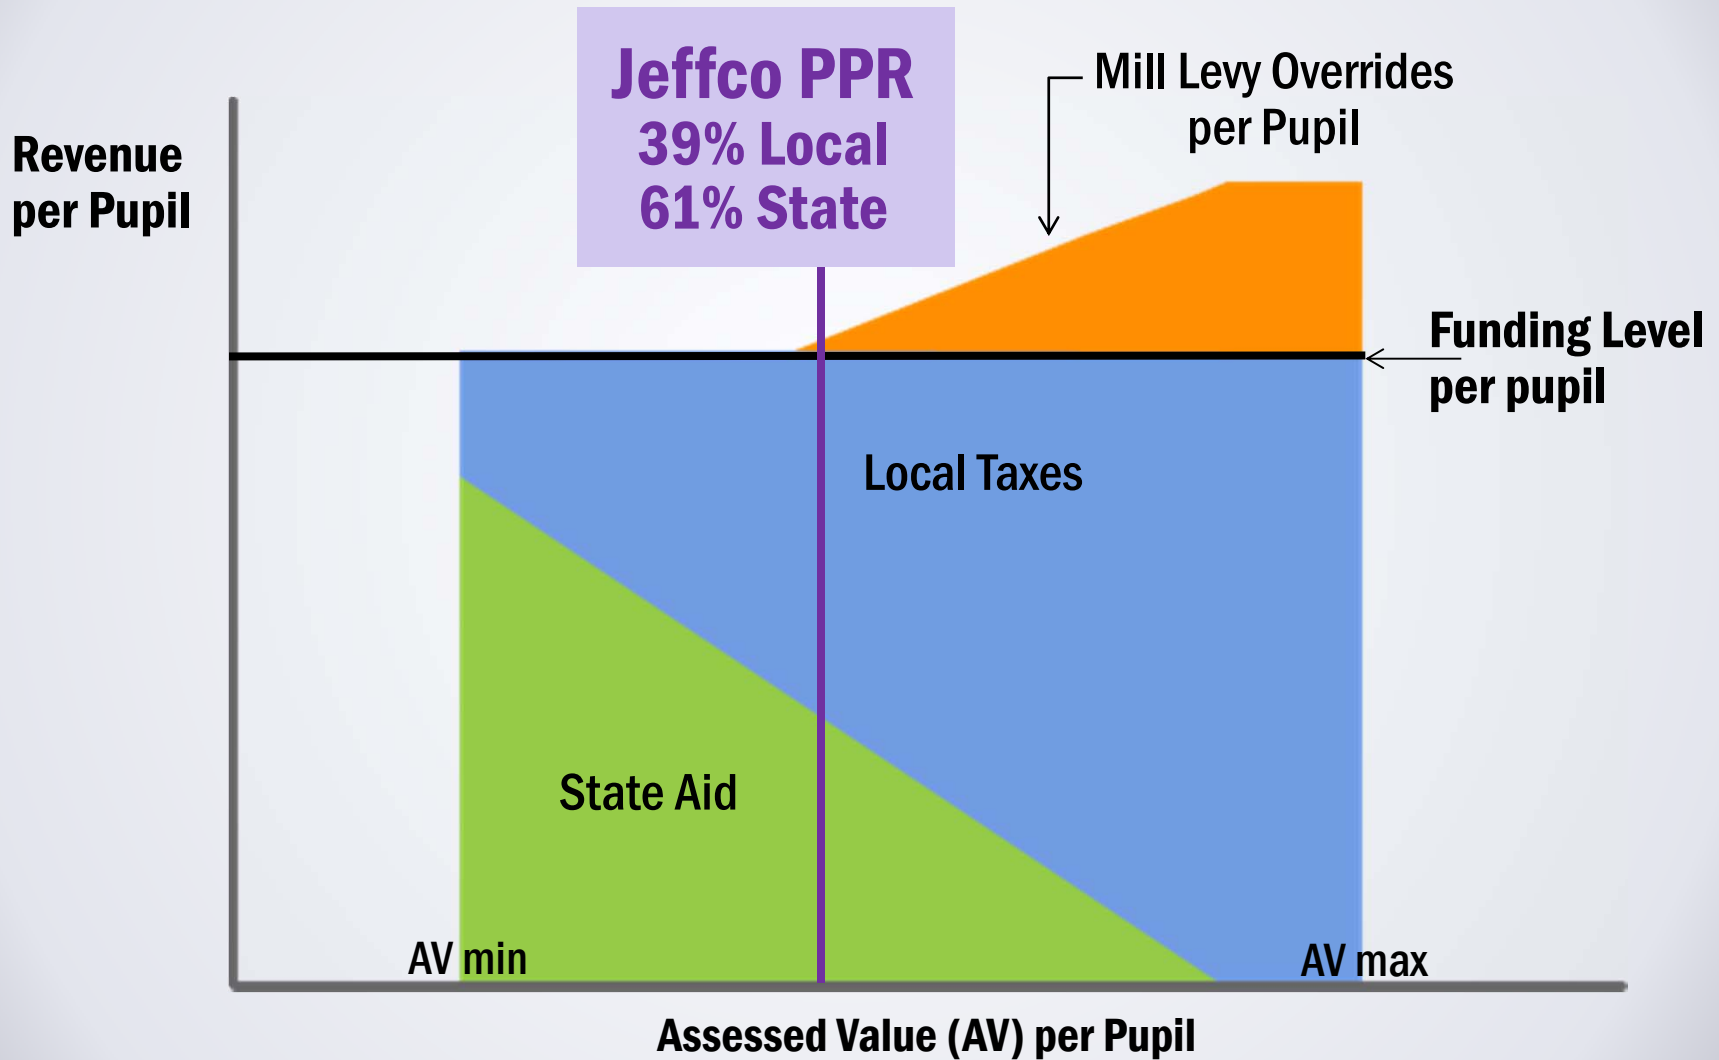 Jeffco PPR
39% Local
61% State
Mill Levy Overrides
per Pupil
Revenue
per Pupil
Funding Level
per pupil
Local Taxes
State Aid
AV min
AV max
Assessed Value (AV) per Pupil